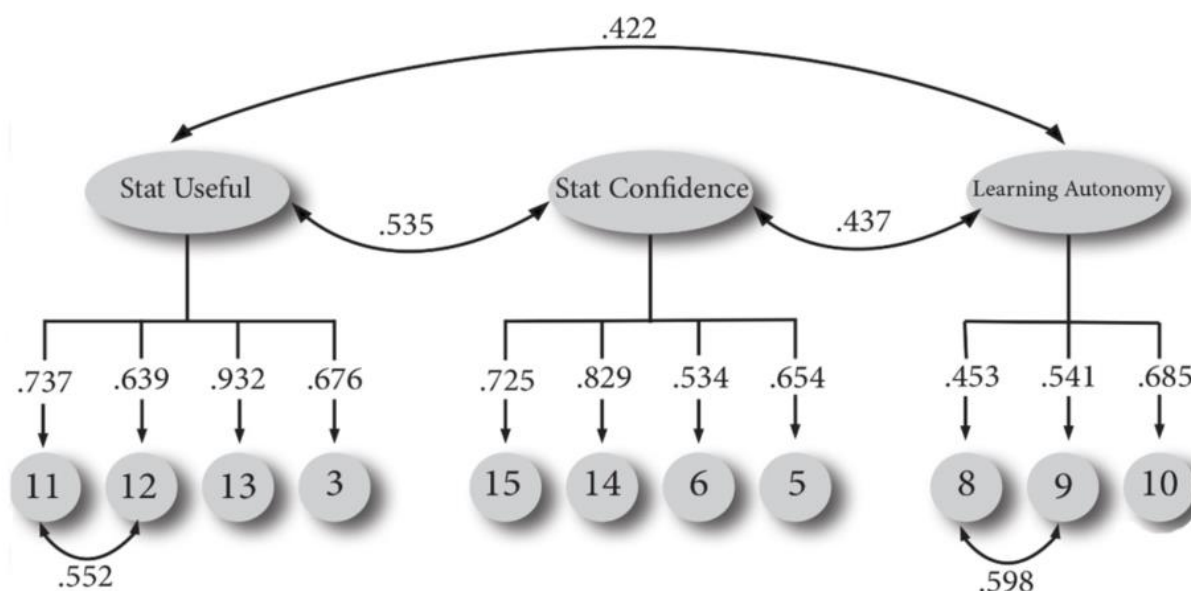 .422
Stat Useful
Stat Confidence
Learning Autonomy
.535
.437
.737 .639 .932 .676 .725 .829 .534 .654 .453 .541 .685
11 12 13 3 15 14 6 5 8 9 10
.552
.598